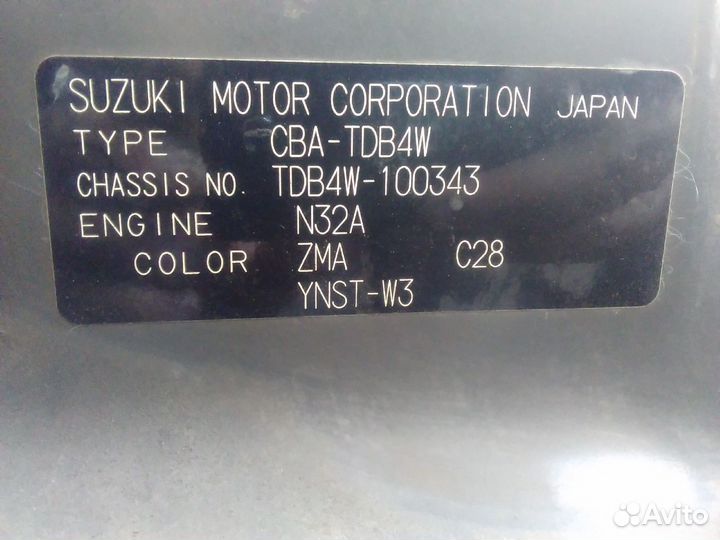 SUZUKI MOTOR CORPORATION JAPAN
TYPE CBA-TDB4W
CHASSIS NO. TDB4W-100343
ENGINE N32A
COLOR ZMA C28
YNST-W3
Avito